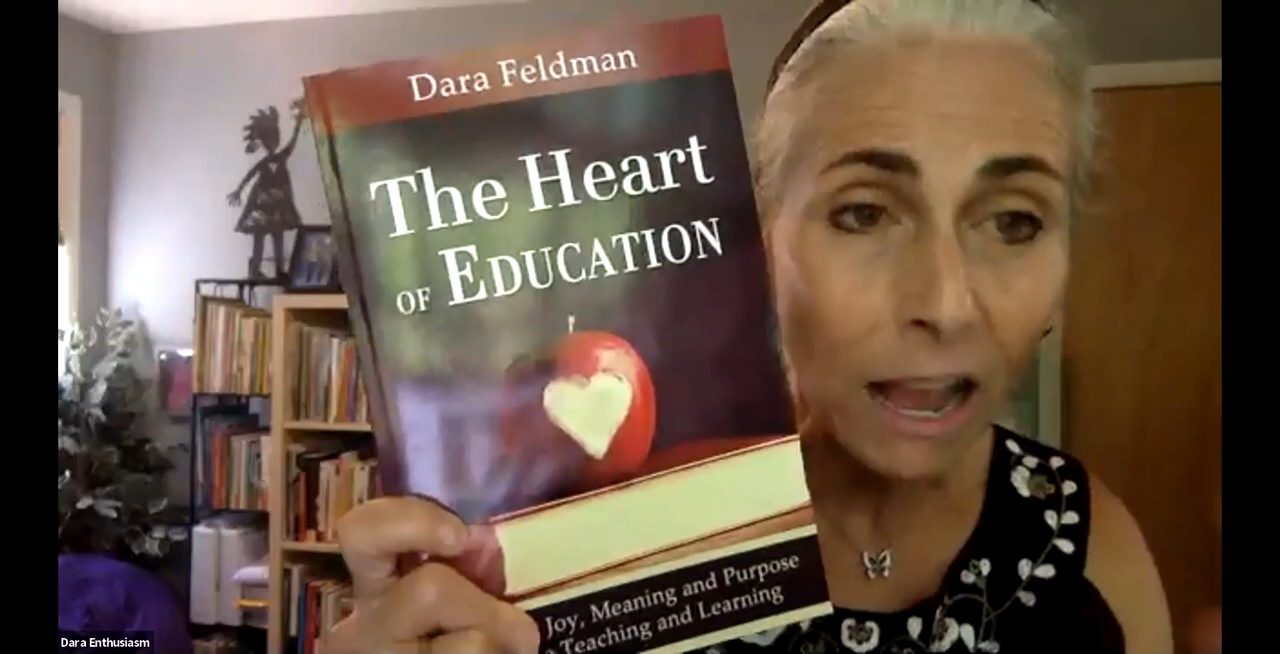 Dara Feldman
The Heart
OF EDUCATION
Joy, Meaning and Purpose
Teaching and Learning
Dara Enthusiasm